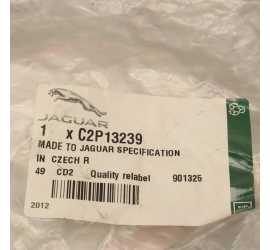 JAGUAR
1 x C2P13239
MADE TO JAGUAR SPECIFICATION
IN CZECH R
49 CD2 Quality relabel 901325
2012